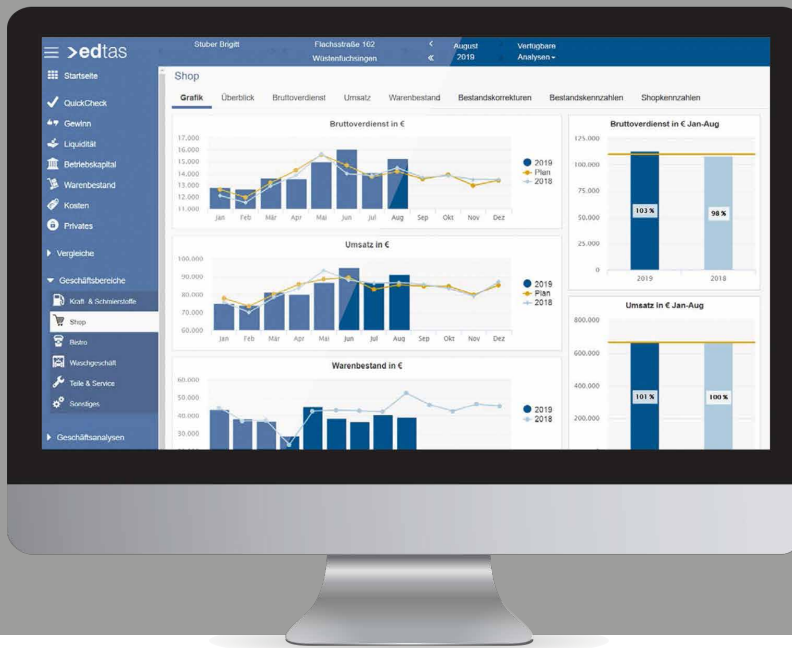 >edtas
Stuber Brigitt
Flachsstraße 162
Wüstenfuchsingen
August
2019
Verfügbare
Analysen
Startseite
QuickCheck
Gewinn
Liquidität
Betriebskapital
Warenbestand
Kosten
Privates
Vergleiche
Geschäftsbereiche
Kraft- & Schmierstoffe
Shop
Bistro
Waschgeschäft
Teile & Service
Sonstiges
Geschäftsanalysen
Shop
Grafik Überblick Bruttoverdienst Umsatz Warenbestand Bestandskorrekturen Bestandskennzahlen Shopkennzahlen
Bruttoverdienst in €
17.000
16.000
15.000
14.000
13.000
12.000
11.000
Jan Feb Mär Apr Mai Jun Jul Aug Sep Okt Nov Dez
2019
Plan
2018
Umsatz in €
100.000
90.000
80.000
70.000
60.000
Jan Feb Mär Apr Mai Jun Jul Aug Sep Okt Nov Dez
2019
Plan
2018
Warenbestand in €
60.000
50.000
40.000
30.000
2019
2018
Bruttoverdienst in € Jan-Aug
125.000
100.000
75.000
50.000
25.000
0
103 %
98 %
2019 2018
Umsatz in € Jan-Aug
800.000
600.000
400.000
200.000
101 %
100 %